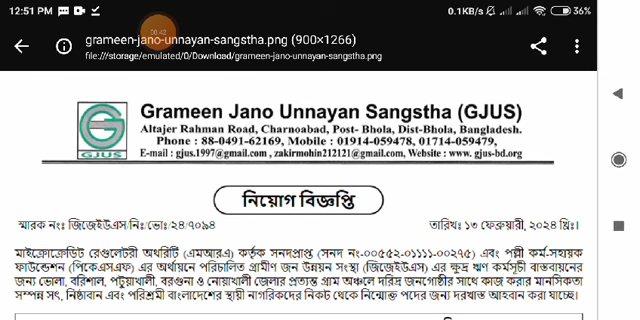 12:51 PM
0.1KB/s
36%
00:42
grameen-jano-unnayan-sangstha.png (900×1266)
file:///storage/emulated/0/Download/grameen-jano-unnayan-sangstha.png
GJUS
Grameen Jano Unnayan Sangstha (GJUS)
Altajer Rahman Road, Charnoabad, Post- Bhola, Dist-Bhola, Bangladesh.
Phone : 88-0491-62169, Mobile : 01914-059478, 01714-059479,
E-mail : gjus.1997@gmail.com , zakirmohin212121@gmail.com, Website : www.gjus-bd.org
নিয়োগ বিজ্ঞপ্তি
স্মারক নং: জিজেইউএস/নিঃ/ভোঃ/২৪/৭০৯৪
তারিখ: ১৩ ফেব্রুয়ারী, ২০২৪ খ্রিঃ।
মাইক্রোক্রেডিট রেগুলেটরী অথরিটি (এমআরএ) কর্তৃক সনদপ্রাপ্ত (সনদ নং-০০৫৫২-০১১১১-০০২৭৫) এবং পল্লী কর্ম-সহায়ক
ফাউন্ডেশন (পিকেএসএফ) এর অর্থায়নে পরিচালিত গ্রামীণ জন উন্নয়ন সংস্থা (জিজেইউএস) এর ক্ষুদ্র ঋণ কর্মসূচী বাস্তবায়নের
জন্য ভোলা, বরিশাল, পটুয়াখালী, বরগুনা ও নোয়াখালী জেলার প্রত্যন্ত গ্রাম অঞ্চলে দরিদ্র জনগোষ্ঠীর সাথে কাজ করার মানসিকতা
সম্পন্ন সৎ, নিষ্ঠাবান এবং পরিশ্রমী বাংলাদেশের স্থায়ী নাগরিকদের নিকট থেকে নিম্নোক্ত পদের জন্য দরখাস্ত আহবান করা যাচ্ছে।